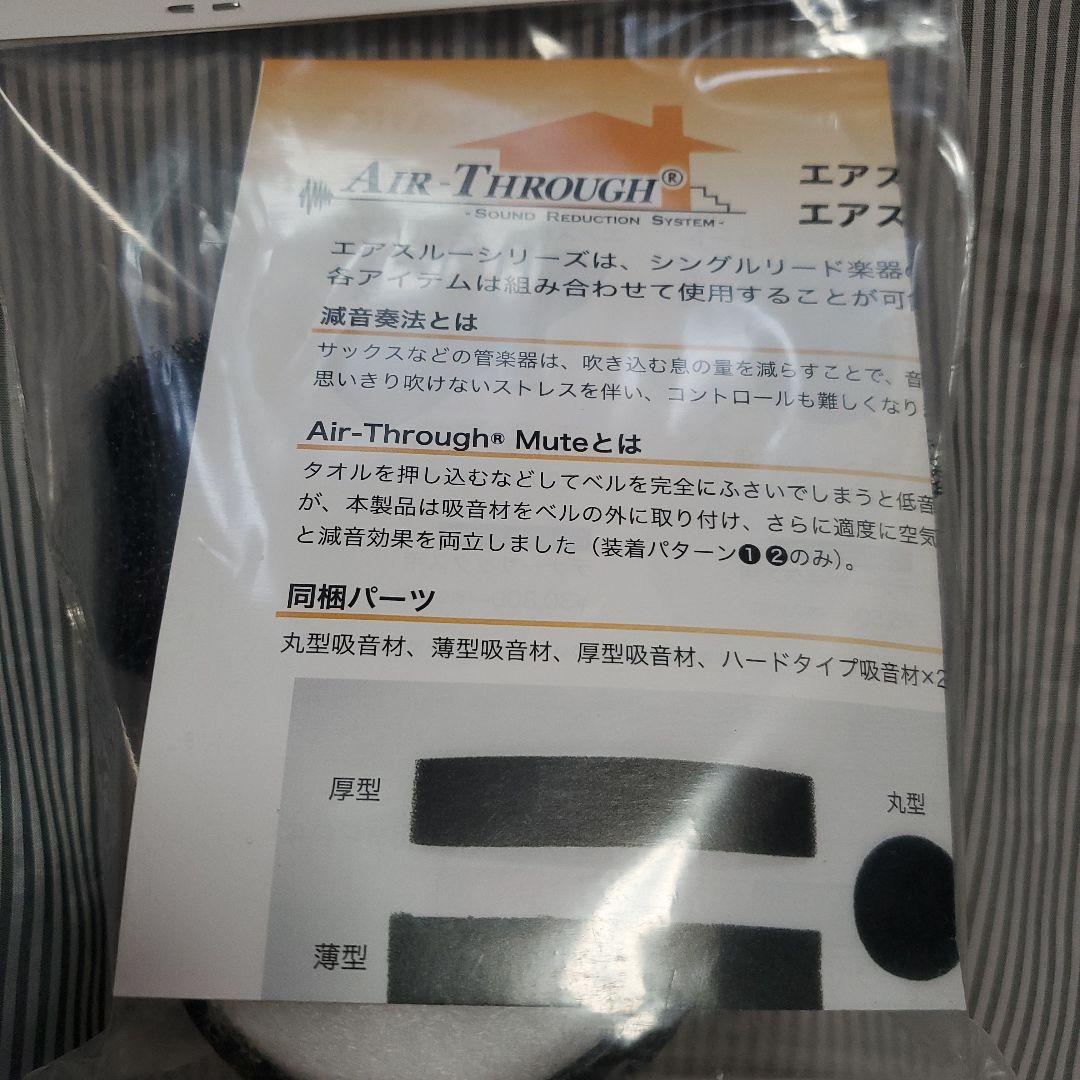 AIR-THROUGH®
- SOUND REDUCTION SYSTEM -
エアス
エアス
エアスルーシリーズは、シングルリード楽器
各アイテムは組み合わせて使用することが可
減音奏法とは
サックスなどの管楽器は、吹き込む息の量を減らすことで、音
思いきり吹けないストレスを伴い、コントロールも難しくなり
Air-Through® Muteとは
タオルを押し込むなどしてベルを完全にふさいでしまうと低音
が、本製品は吸音材をベルの外に取り付け、さらに適度に空気
と減音効果を両立しました（装着パターン❶❷のみ）。
同梱パーツ
丸型吸音材、薄型吸音材、厚型吸音材、ハードタイプ吸音材×2
厚型
丸型
薄型